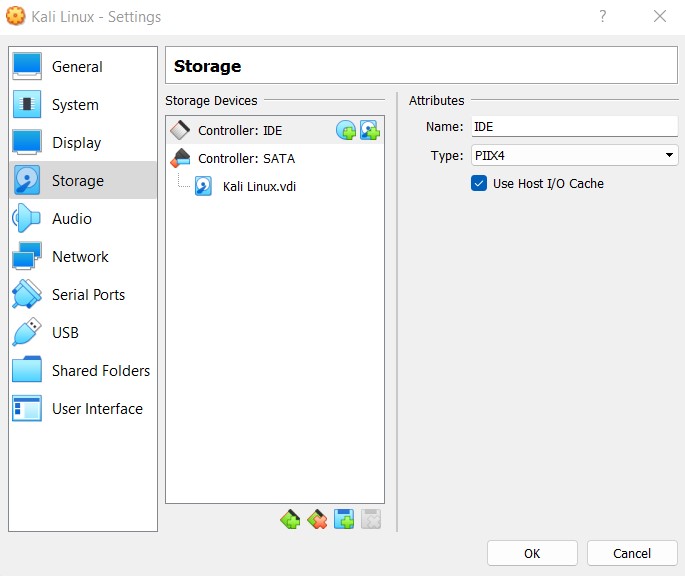 Kali Linux - Settings
?
General
System
Display
Storage
Audio
Network
Serial Ports
USB
Shared Folders
User Interface
Storage
Storage Devices
Controller: IDE
Controller: SATA
Kali Linux.vdi
Attributes
Name: IDE
Type: PIIX4
Use Host I/O Cache
OK
Cancel